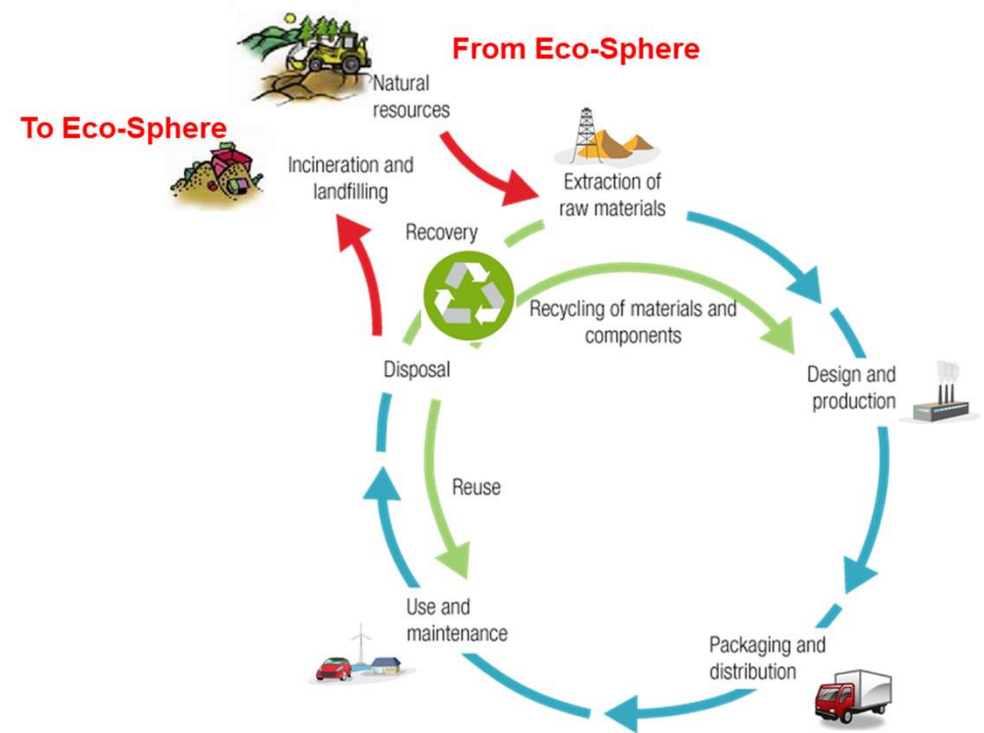 From Eco-Sphere
Natural
resources
To Eco-Sphere
Incineration and
landfilling
Extraction of
raw materials
Recovery
Recycling of materials and
components
Disposal
Design and
production
Reuse
Use and
maintenance
Packaging and
distribution